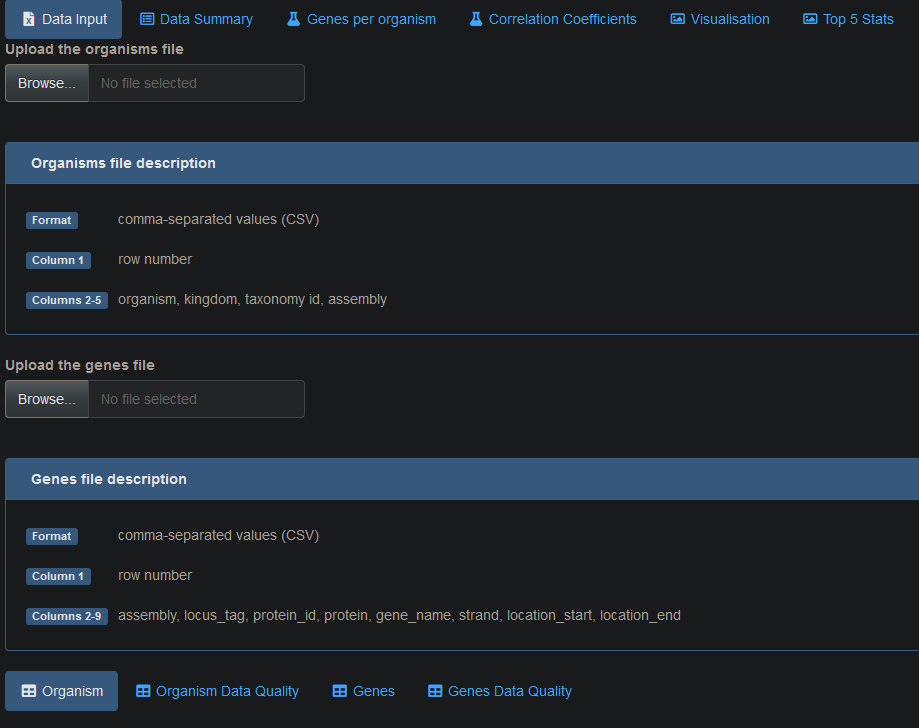 Data Input Data Summary Genes per organism Correlation Coefficients Visualisation Top 5 Stats
Upload the organisms file
Browse... No file selected
Organisms file description
Format comma-separated values (CSV)
Column 1 row number
Columns 2-5 organism, kingdom, taxonomy id, assembly
Upload the genes file
Browse... No file selected
Genes file description
Format comma-separated values (CSV)
Column 1 row number
Columns 2-9 assembly, locus_tag, protein_id, protein, gene_name, strand, location_start, location_end
Organism Organism Data Quality Genes Genes Data Quality